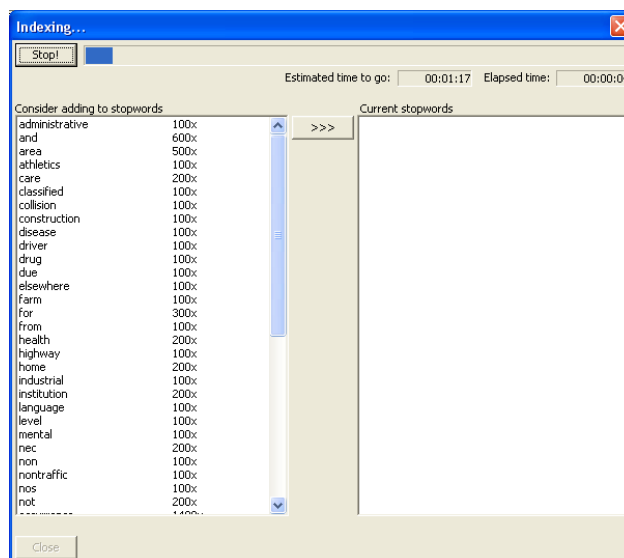 Indexing...
Stop!
Estimated time to go: 00:01:17 Elapsed time: 00:00:0
Consider adding to stopwords
Current stopwords
>>>
administrative 100x
and 600x
area 500x
athletics 100x
care 200x
classified 100x
collision 100x
construction 100x
disease 100x
driver 100x
drug 100x
due 100x
elsewhere 100x
farm 100x
for 300x
from 100x
health 200x
highway 100x
home 200x
industrial 100x
institution 200x
language 100x
level 100x
mental 100x
nec 200x
non 100x
nontraffic 100x
nos 100x
not 200x
Close